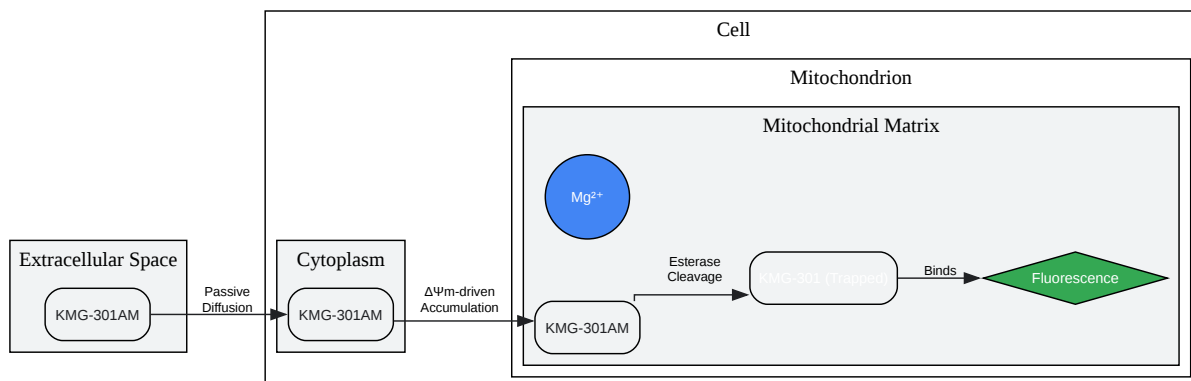 Cell
Mitochondrion
Mitochondrial Matrix
Mg²⁺
Extracellular Space
KMG-301AM
Passive
Diffusion
Cytoplasm
KMG-301AM
ΔΨm-driven
Accumulation
KMG-301AM
Esterase
Cleavage
KMG-301 (Trapped)
Binds
Fluorescence